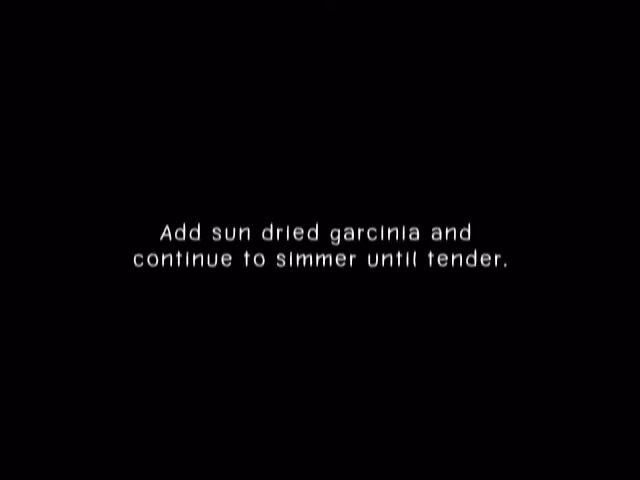 Add sun dried garcinia and
continue to simmer until tender.